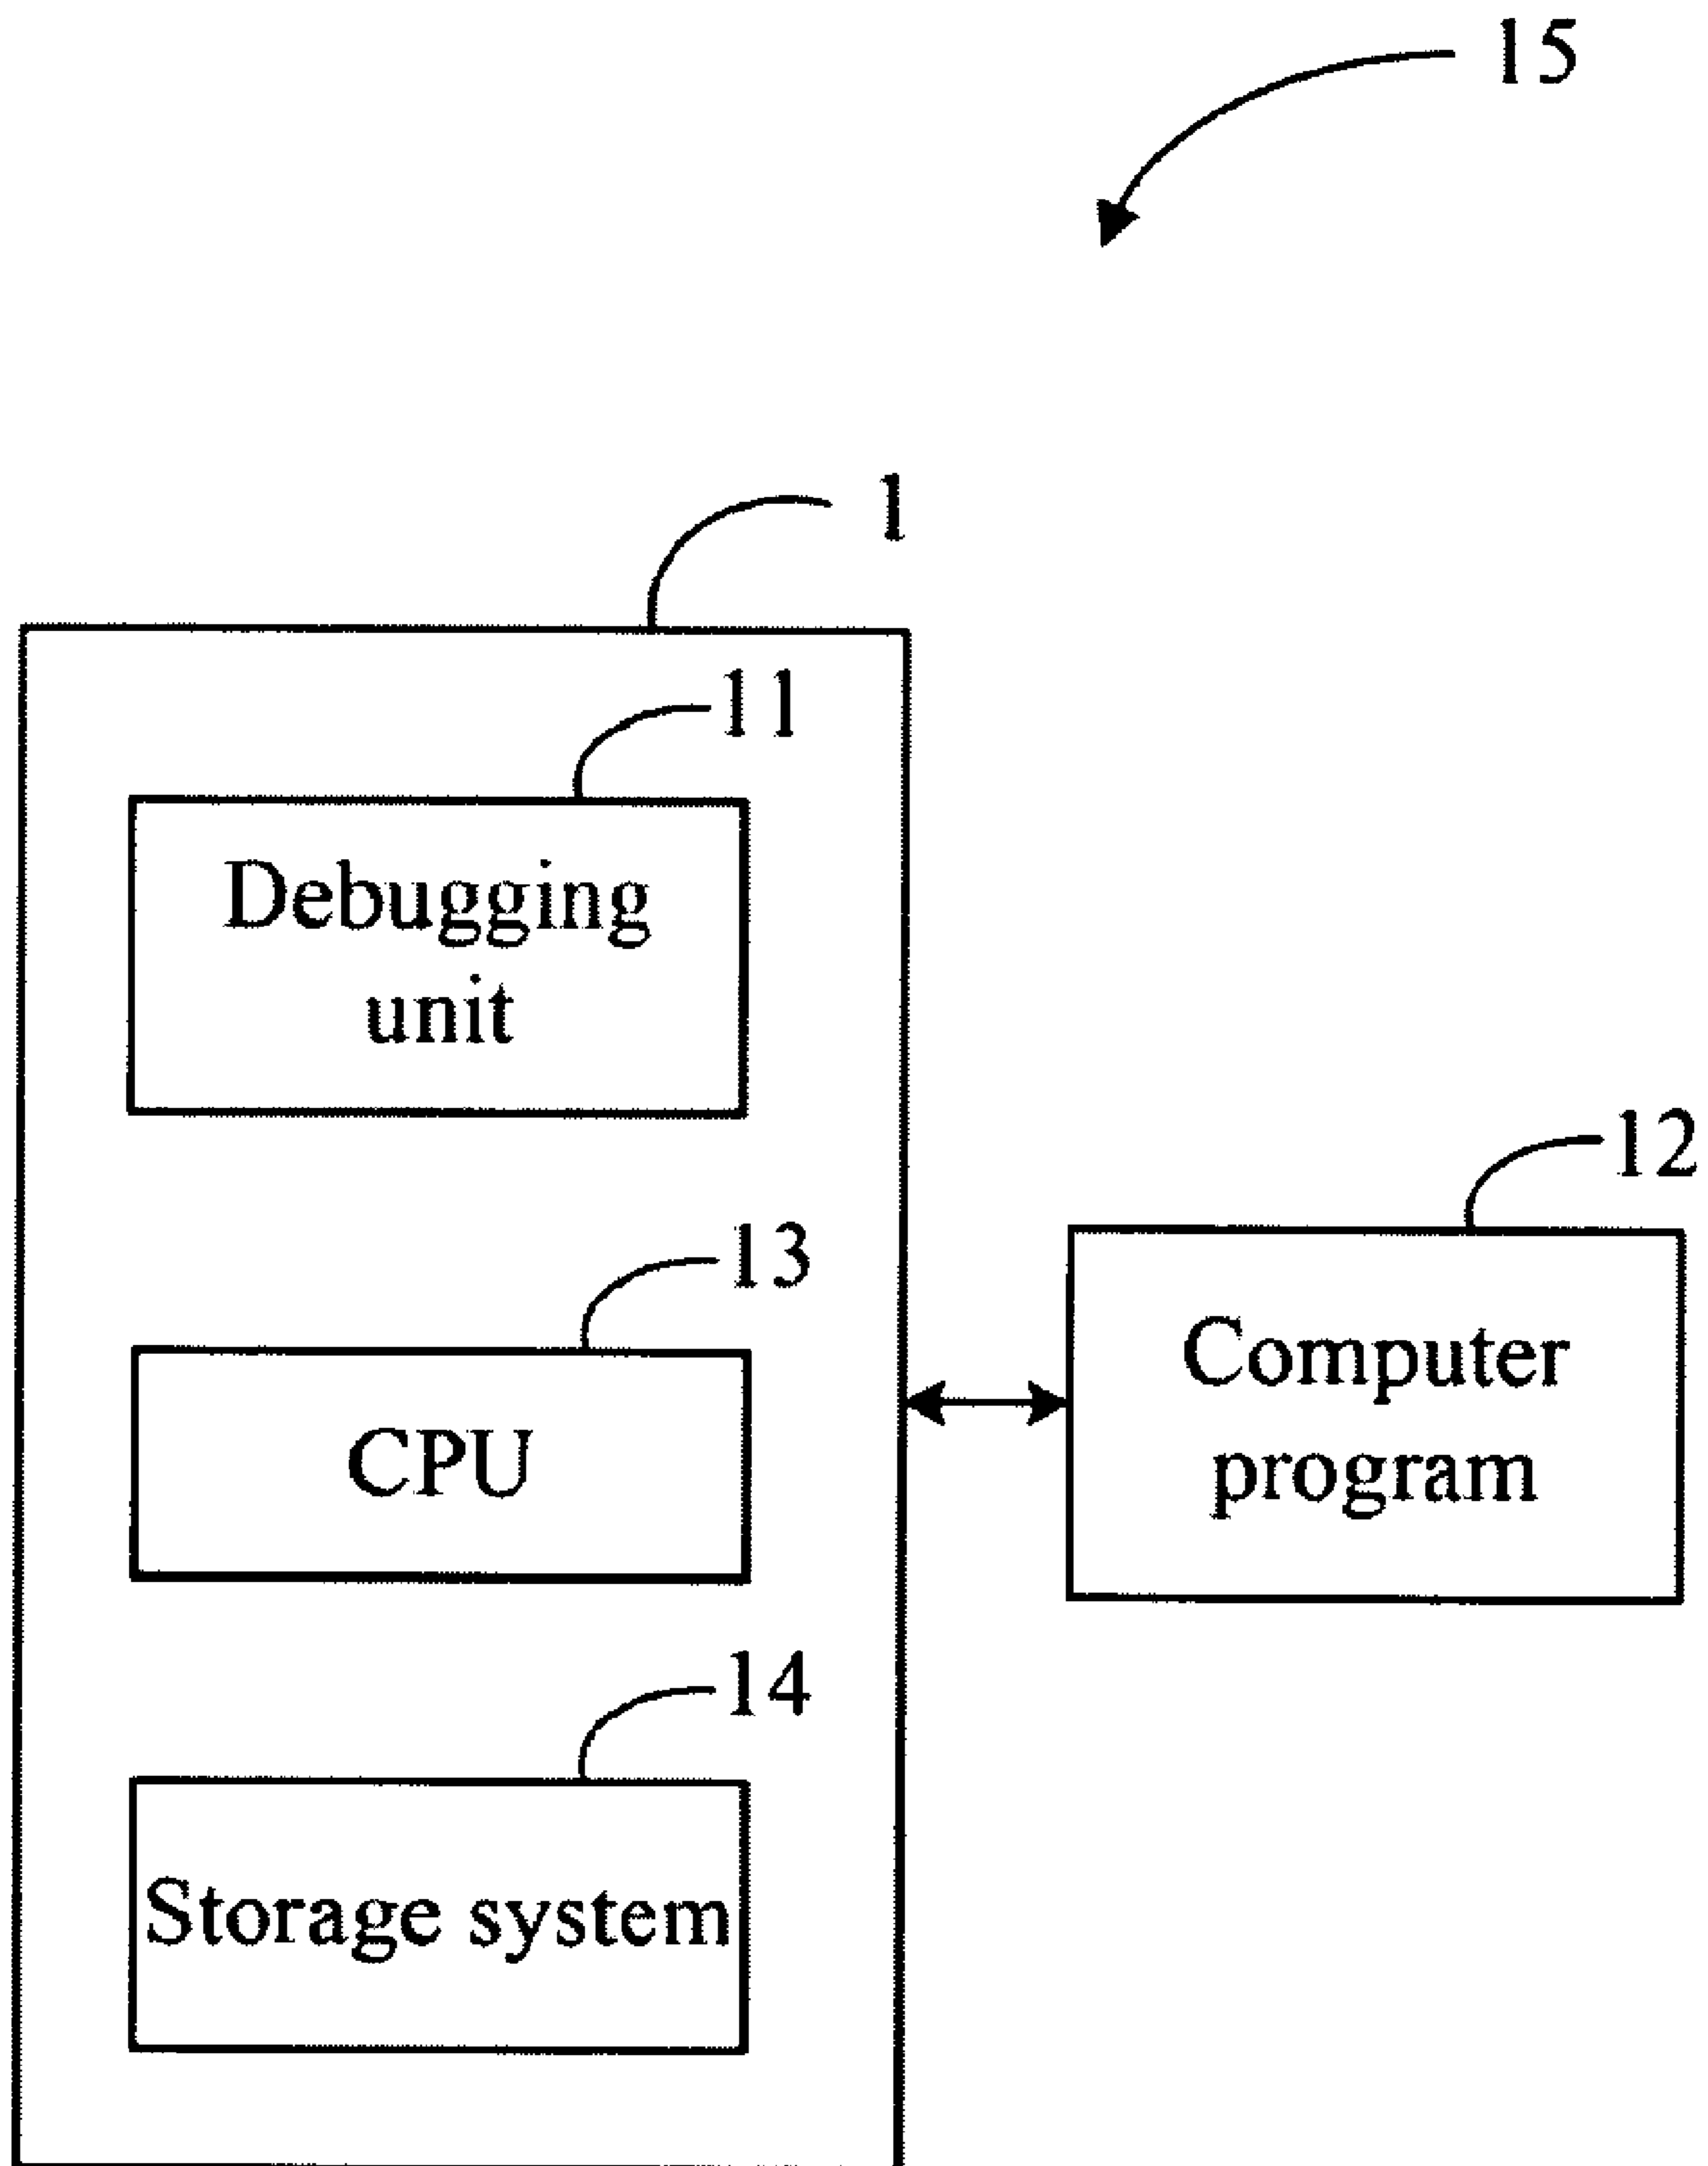 15
1
11
Debugging
unit
12
13
Computer
program
CPU
14
Storage system